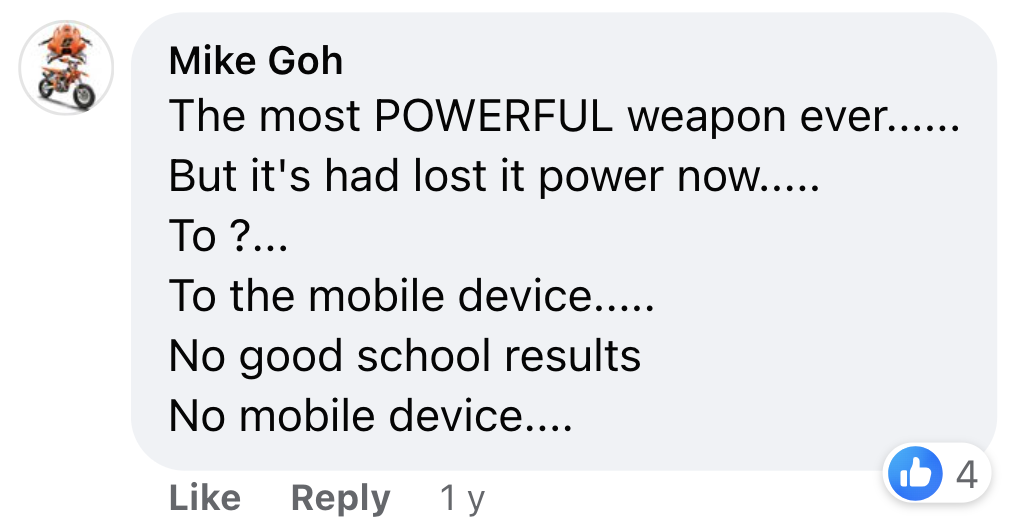 Mike Goh
The most POWERFUL weapon ever......
But it's had lost it power now.....
To ?...
To the mobile device.....
No good school results
No mobile device....
4
Like Reply 1 y